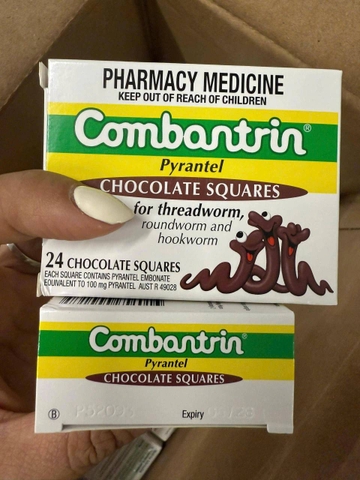 PHARMACY MEDICINE
KEEP OUT OF REACH OF CHILDREN
Combantrin®
Pyrantel
CHOCOLATE SQUARES
for threadworm,
roundworm and
hookworm
24 CHOCOLATE SQUARES
EACH SQUARE CONTAINS PYRANTEL EMBONATE
EQUIVALENT TO 100 mg PYRANTEL AUST R 49028
Combantrin®
Pyrantel
CHOCOLATE SQUARES
B
Expiry